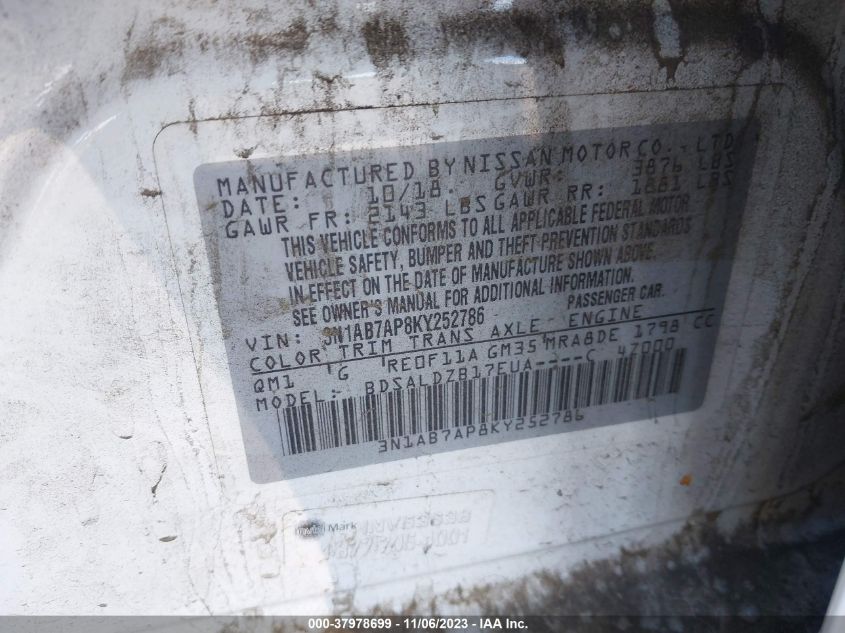 MANUFACTURED BY NISSAN MOTOR CO., LTD
DATE: 10/18 GVWR: 3876 LBS
GAWR FR: 2143 LBS GAWR RR: 1881 LBS
THIS VEHICLE CONFORMS TO ALL APPLICABLE FEDERAL MOTOR
VEHICLE SAFETY, BUMPER AND THEFT PREVENTION STANDARDS
IN EFFECT ON THE DATE OF MANUFACTURE SHOWN ABOVE.
SEE OWNER'S MANUAL FOR ADDITIONAL INFORMATION.
VIN: 3N1AB7AP8KY252786 PASSENGER CAR.
COLOR TRIM TRANS AXLE ENGINE
QM1 G RE0F11A GM35 MRA8DE 1798 CC
MODEL: BDSALDZB17EUA----C 47000
3N1AB7AP8KY252786
Mark
000-37978699 - 11/06/2023 - IAA Inc.